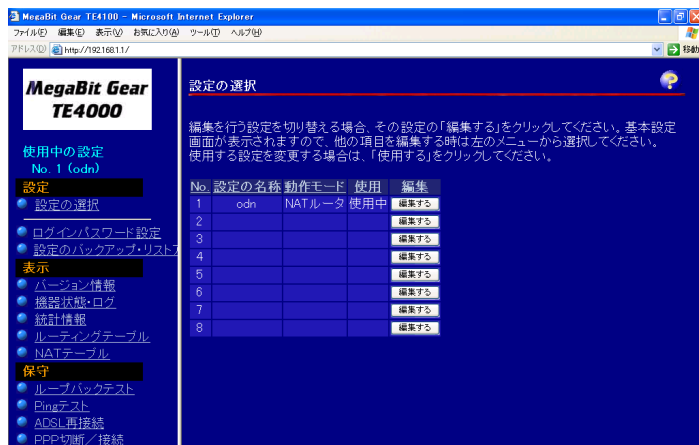 MegaBit Gear TE4100 - Microsoft Internet Explorer
ファイル(F) 編集(E) 表示(V) お気に入り(A) ツール(T) ヘルプ(H)
アドレス(D) http://192.168.1.1/ 移動
MegaBit Gear
TE4000
使用中の設定
No. 1 (odn)
設定
設定の選択
ログインパスワード設定
設定のバックアップ・リストア
表示
バージョン情報
機器状態・ログ
統計情報
ルーティングテーブル
NATテーブル
保守
ループバックテスト
Pingテスト
ADSL再接続
PPP切断／接続
設定の選択
編集を行う設定を切り替える場合、その設定の「編集する」をクリックしてください。基本設定
画面が表示されますので、他の項目を編集する時は左のメニューから選択してください。
使用する設定を変更する場合は、「使用する」をクリックしてください。
No. 設定の名称 動作モード 使用 編集
1 odn NATルータ 使用中 編集する
2 編集する
3 編集する
4 編集する
5 編集する
6 編集する
7 編集する
8 編集する